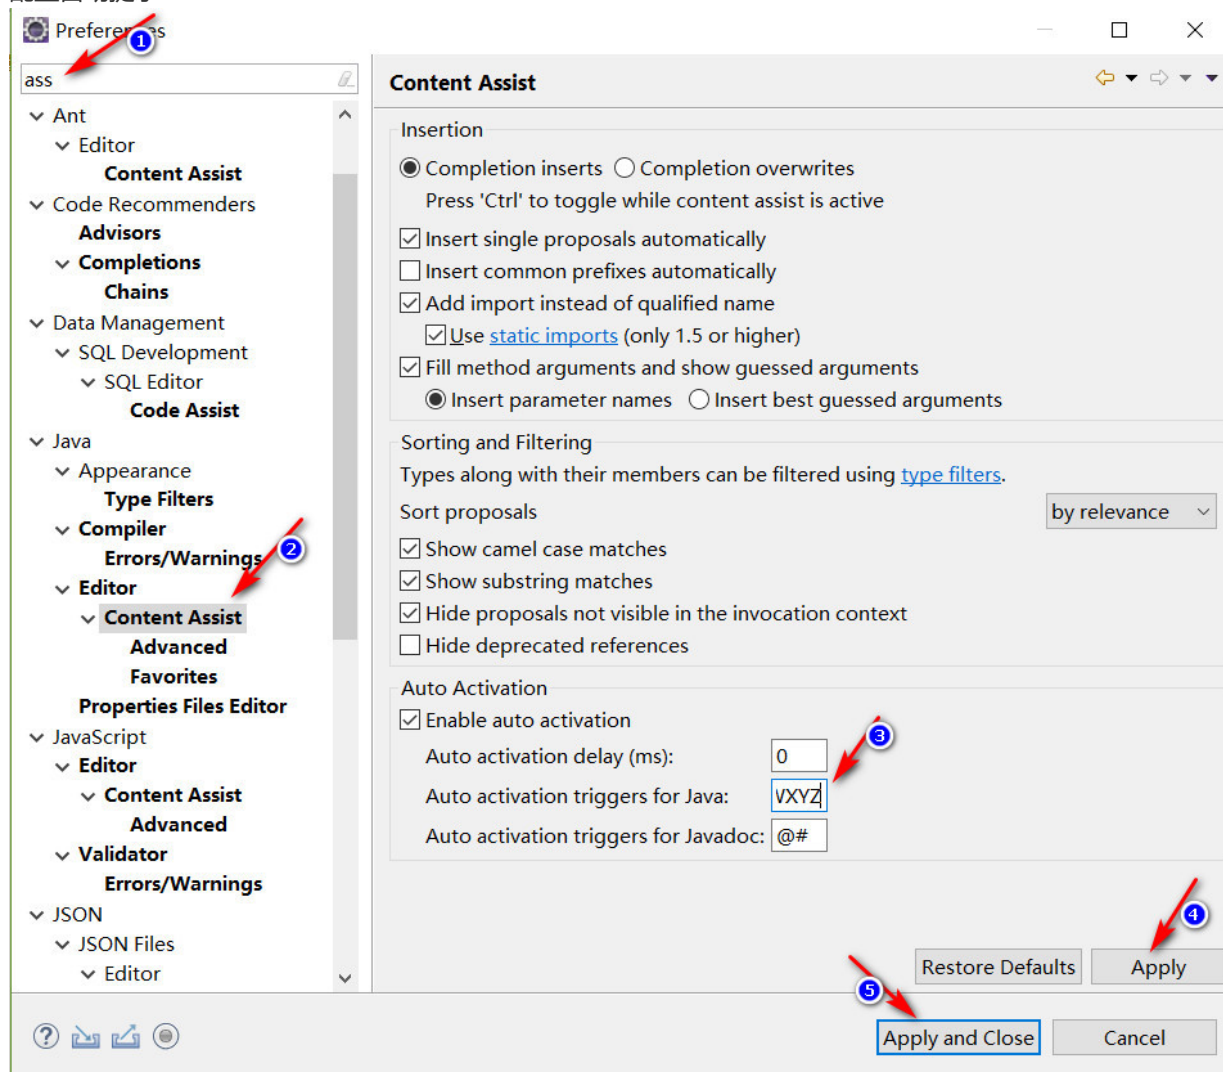 Preferences
1
ass
Ant
Editor
Content Assist
Code Recommenders
Advisors
Completions
Chains
Data Management
SQL Development
SQL Editor
Code Assist
Java
Appearance
Type Filters
Compiler
Errors/Warnings
2
Editor
Content Assist
Advanced
Favorites
Properties Files Editor
JavaScript
Editor
Content Assist
Advanced
Validator
Errors/Warnings
JSON
JSON Files
Editor
Content Assist
Insertion
Completion inserts Completion overwrites
Press 'Ctrl' to toggle while content assist is active
Insert single proposals automatically
Insert common prefixes automatically
Add import instead of qualified name
Use static imports (only 1.5 or higher)
Fill method arguments and show guessed arguments
Insert parameter names Insert best guessed arguments
Sorting and Filtering
Types along with their members can be filtered using type filters.
Sort proposals by relevance
Show camel case matches
Show substring matches
Hide proposals not visible in the invocation context
Hide deprecated references
Auto Activation
Enable auto activation
3
Auto activation delay (ms): 0
Auto activation triggers for Java: XYZ
Auto activation triggers for Javadoc: @#
4
Restore Defaults Apply
5
Apply and Close Cancel